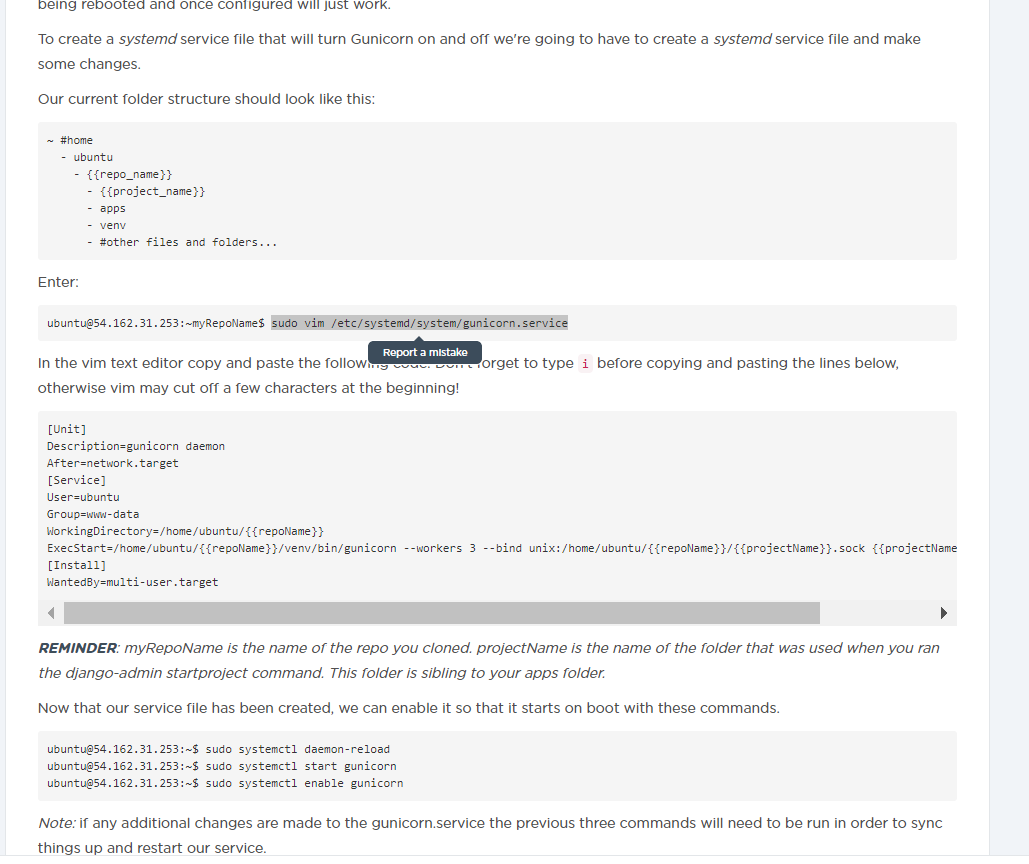 being rebooted and once configured will just work.
To create a systemd service file that will turn Gunicorn on and off we're going to have to create a systemd service file and make
some changes.
Our current folder structure should look like this:
~ #home
  - ubuntu
    - {{repo_name}}
      - {{project_name}}
      - apps
      - venv
      - #other files and folders...
Enter:
ubuntu@54.162.31.253:~myRepoName$ sudo vim /etc/systemd/system/gunicorn.service
Report a mistake
In the vim text editor copy and paste the following code. Don't forget to type i before copying and pasting the lines below,
otherwise vim may cut off a few characters at the beginning!
[Unit]
Description=gunicorn daemon
After=network.target
[Service]
User=ubuntu
Group=www-data
WorkingDirectory=/home/ubuntu/{{repoName}}
ExecStart=/home/ubuntu/{{repoName}}/venv/bin/gunicorn --workers 3 --bind unix:/home/ubuntu/{{repoName}}/{{projectName}}.sock {{projectName
[Install]
WantedBy=multi-user.target
REMINDER: myRepoName is the name of the repo you cloned. projectName is the name of the folder that was used when you ran
the django-admin startproject command. This folder is sibling to your apps folder.
Now that our service file has been created, we can enable it so that it starts on boot with these commands.
ubuntu@54.162.31.253:~$ sudo systemctl daemon-reload
ubuntu@54.162.31.253:~$ sudo systemctl start gunicorn
ubuntu@54.162.31.253:~$ sudo systemctl enable gunicorn
Note: if any additional changes are made to the gunicorn.service the previous three commands will need to be run in order to sync
things up and restart our service.